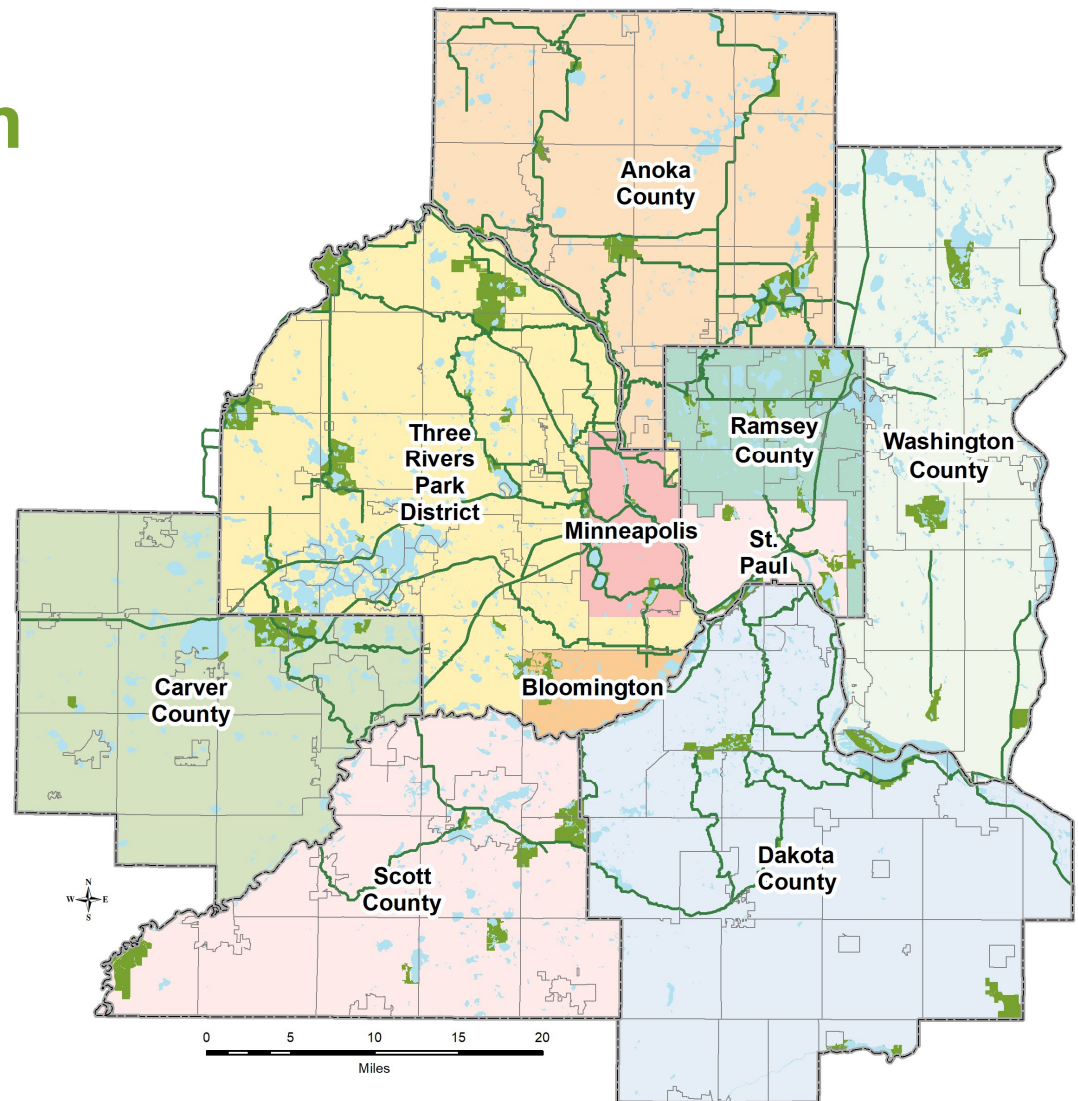 n
Anoka
County
Three
Rivers
Park
District
Ramsey
County
Washington
County
Minneapolis
St.
Paul
Carver
County
Bloomington
Scott
County
Dakota
County
N
W E
S
0 5 10 15 20
Miles